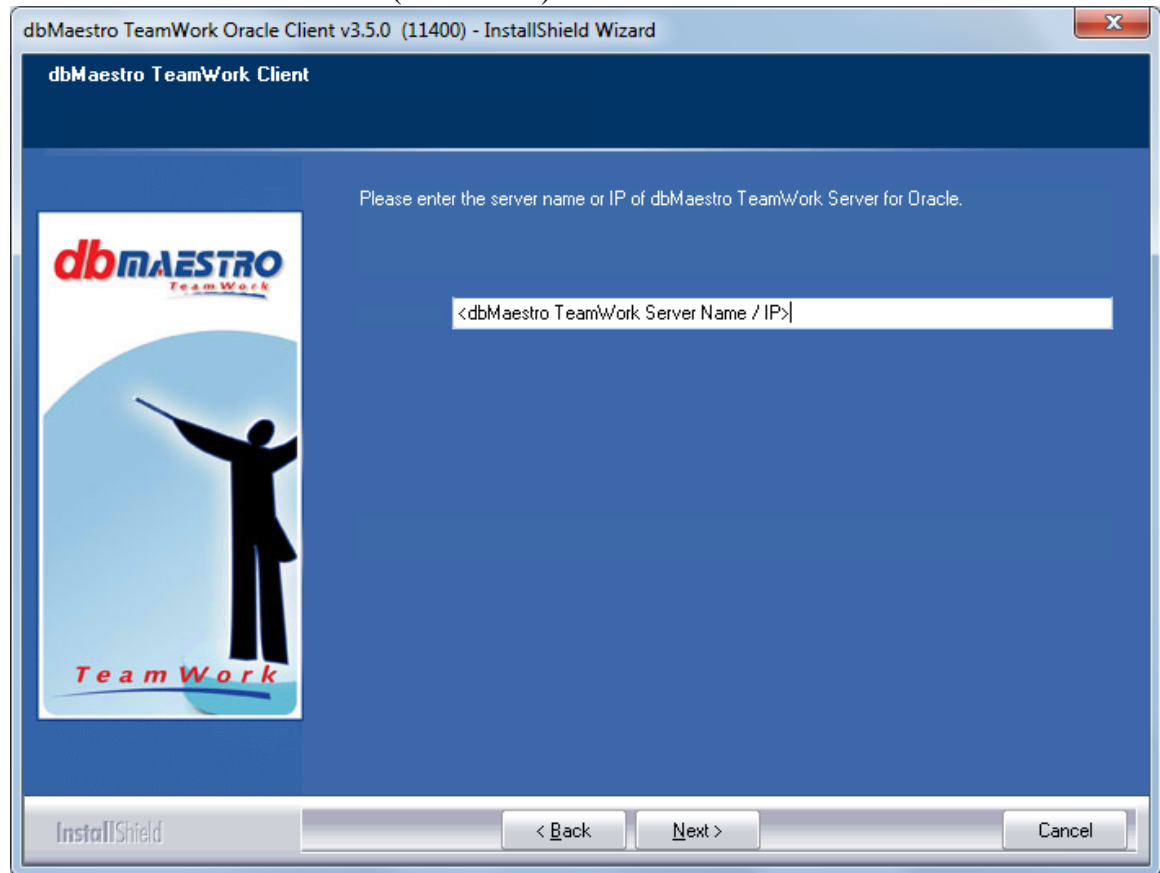 dbMaestro TeamWork Oracle Client v3.5.0 (11400) - InstallShield Wizard
dbMaestro TeamWork Client
Please enter the server name or IP of dbMaestro TeamWork Server for Oracle.
dbMAESTRO
TeamWork
<dbMaestro TeamWork Server Name / IP>
TeamWork
InstallShield
< Back
Next >
Cancel